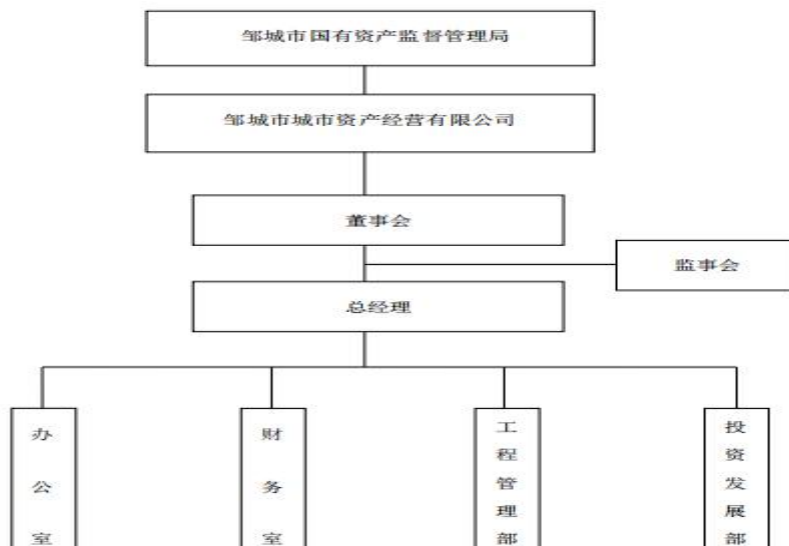 邹城市国有资产监督管理局
邹城市城市资产经营有限公司
董事会
监事会
总经理
办公室
财务室
工程管理部
投资发展部